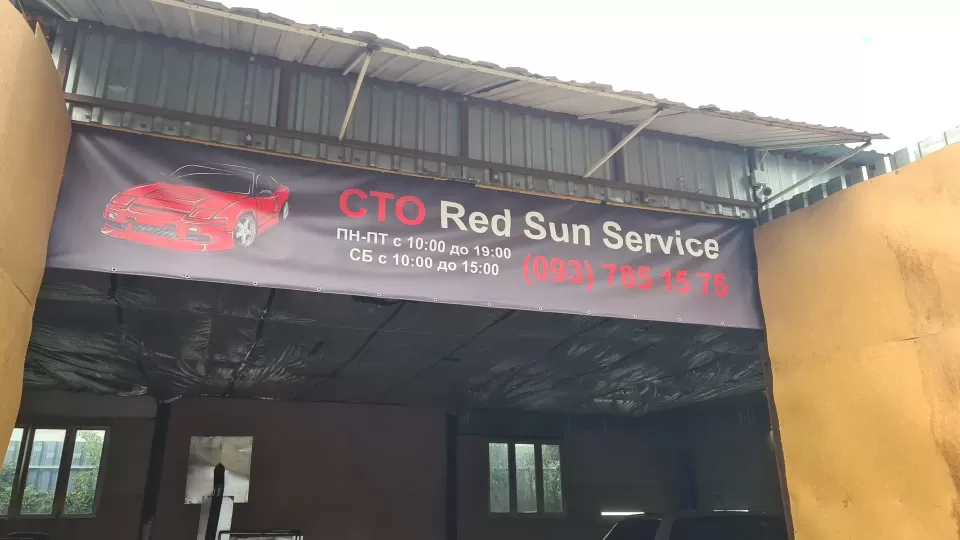 СТО Red Sun Service
ПН-ПТ с 10:00 до 19:00
СБ с 10:00 до 15:00
(093) 785 15 75